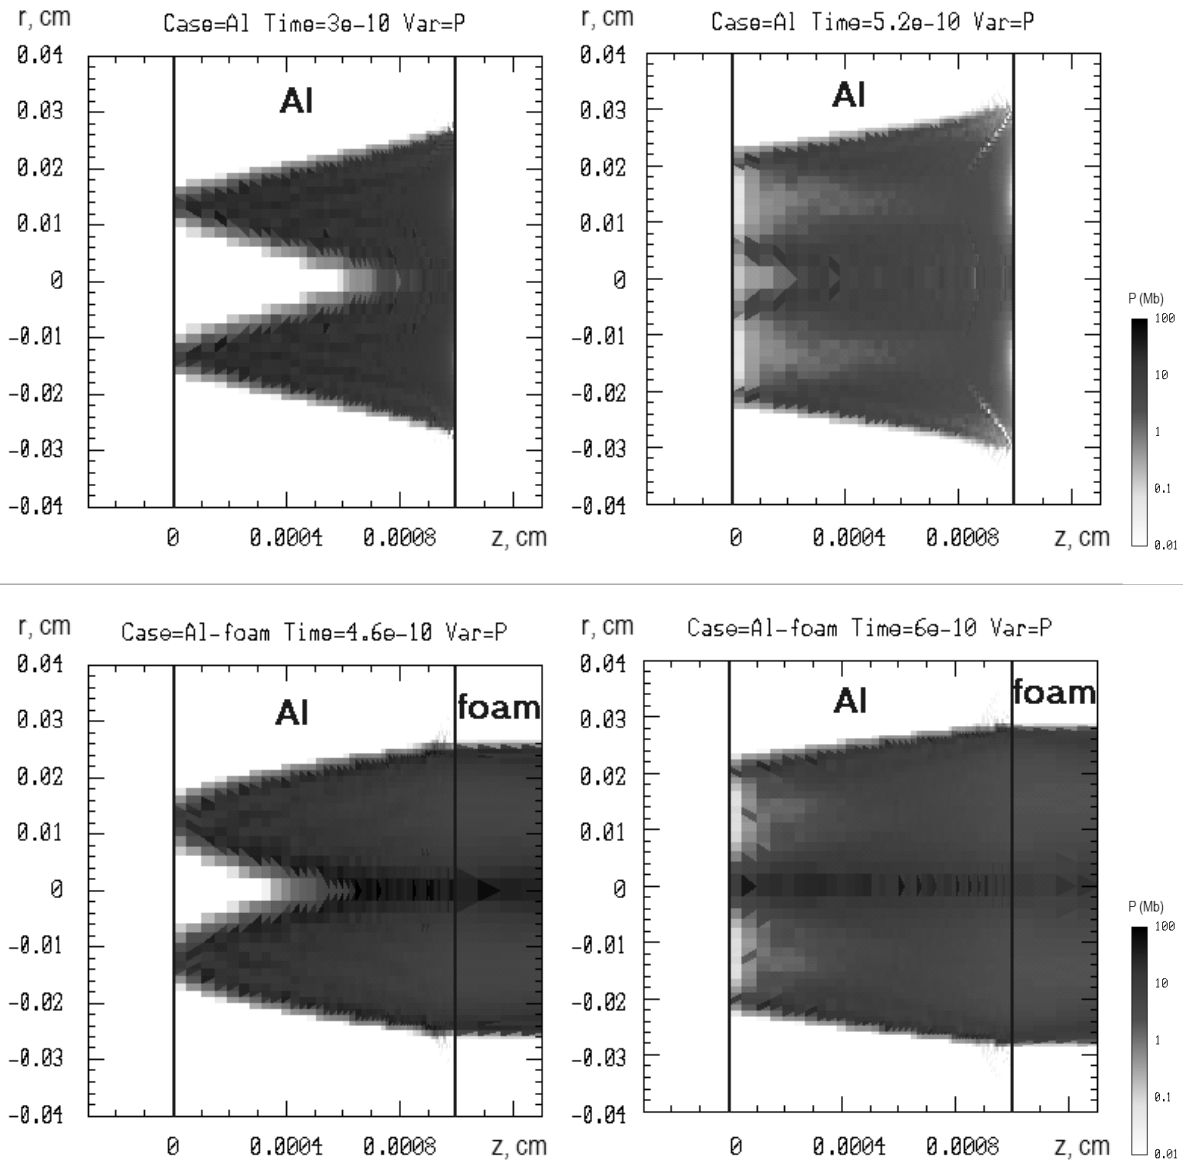 r, cm
Case=Al Time=3e-10 Var=P
0.04
0.03
0.02
0.01
0
-0.01
-0.02
-0.03
-0.04
Al
0
0.0004
0.0008
z, cm
r, cm
Case=Al Time=5.2e-10 Var=P
0.04
0.03
0.02
0.01
0
-0.01
-0.02
-0.03
-0.04
Al
0
0.0004
0.0008
z, cm
P (Mb)
100
10
1
0.1
0.01
r, cm
Case=Al-foam Time=4.6e-10 Var=P
0.04
0.03
0.02
0.01
0
-0.01
-0.02
-0.03
-0.04
Al
foam
0
0.0004
0.0008
z, cm
r, cm
Case=Al-foam Time=6e-10 Var=P
0.04
0.03
0.02
0.01
0
-0.01
-0.02
-0.03
-0.04
Al
foam
0
0.0004
0.0008
z, cm
P (Mb)
100
10
1
0.1
0.01